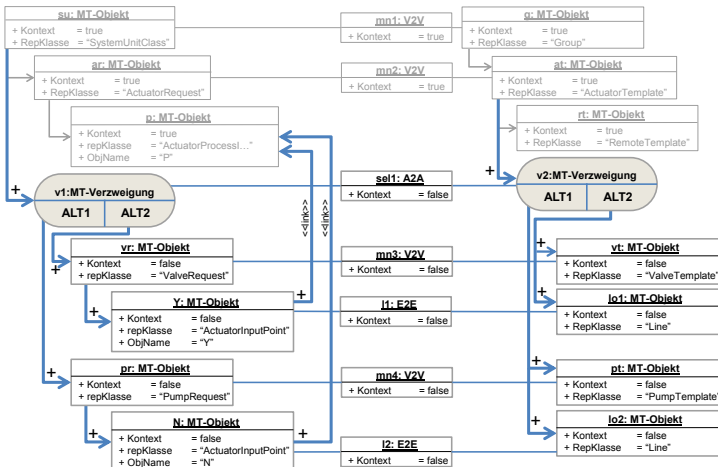 su: MT-Objekt
+ Kontext = true
+ RepKlasse = “SystemUnitClass”
mn1: V2V
+ Kontext = true
g: MT-Objekt
+ Kontext = true
+ RepKlasse = “Group”
ar: MT-Objekt
+ Kontext = true
+ RepKlasse = “ActuatorRequest”
mn2: V2V
+ Kontext = true
at: MT-Objekt
+ Kontext = true
+ RepKlasse = “ActuatorTemplate”
p: MT-Objekt
+ Kontext = true
+ repKlasse = “ActuatorProcessI...”
+ ObjName = “P”
rt: MT-Objekt
+ Kontext = true
+ RepKlasse = “RemoteTemplate”
+
v1:MT-Verzweigung
ALT1 ALT2
sel1: A2A
+ Kontext = false
+
v2:MT-Verzweigung
ALT1 ALT2
<<link>>
<<link>>
+
vr: MT-Objekt
+ Kontext = false
+ repKlasse = “ValveRequest”
mn3: V2V
+ Kontext = false
+
vt: MT-Objekt
+ Kontext = false
+ RepKlasse = “ValveTemplate”
+
Y: MT-Objekt
+ Kontext = false
+ repKlasse = “ActuatorInputPoint”
+ ObjName = “Y”
+
l1: E2E
+ Kontext = false
+
lo1: MT-Objekt
+ Kontext = false
+ RepKlasse = “Line”
+
pr: MT-Objekt
+ Kontext = false
+ repKlasse = “PumpRequest”
mn4: V2V
+ Kontext = false
+
pt: MT-Objekt
+ Kontext = false
+ RepKlasse = “PumpTemplate”
+
N: MT-Objekt
+ Kontext = false
+ repKlasse = “ActuatorInputPoint”
+ ObjName = “N”
+
l2: E2E
+ Kontext = false
+
lo2: MT-Objekt
+ Kontext = false
+ RepKlasse = “Line”